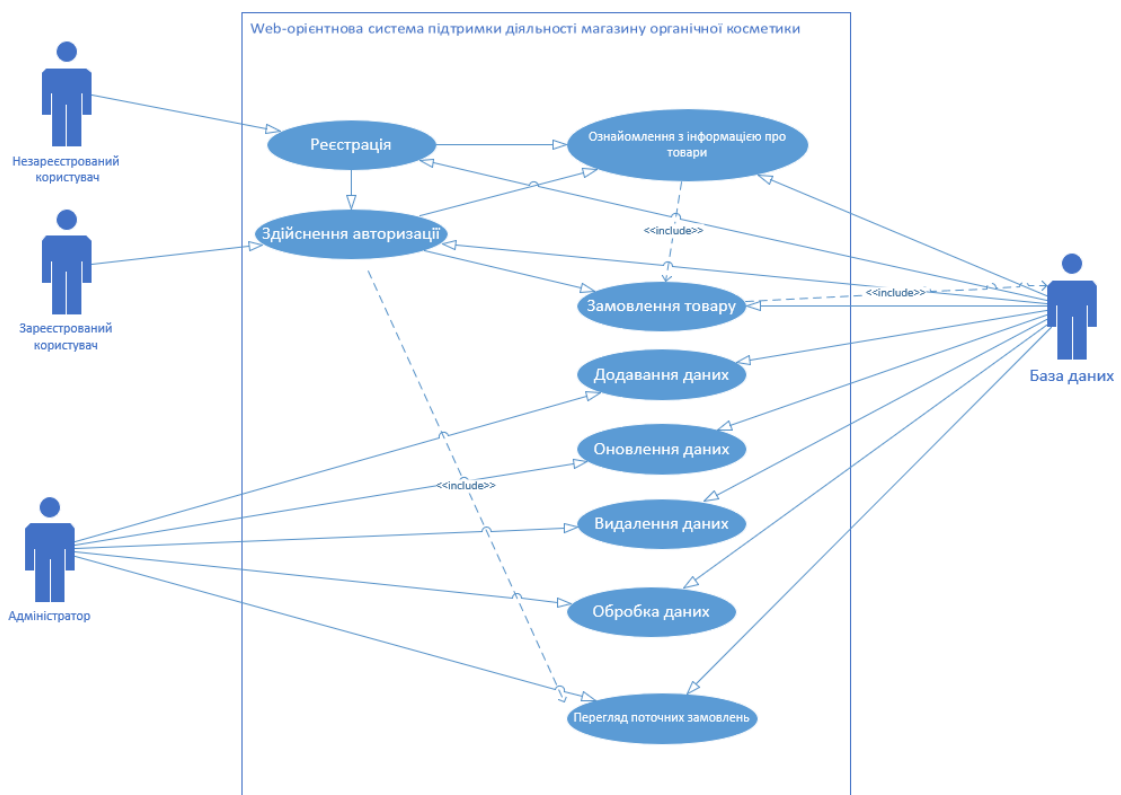 Web-орієнтнова система підтримки діяльності магазину органічної косметики
Незареєстрований
користувач
Реєстрація
Ознайомлення з інформацією про
товари
Здійснення авторизації
<<include>>
Зареєстрований
користувач
Замовлення товару
<<include>>
База даних
Додавання даних
Оновлення даних
<<include>>
Видалення даних
Адміністратор
Обробка даних
Перегляд поточних замовлень